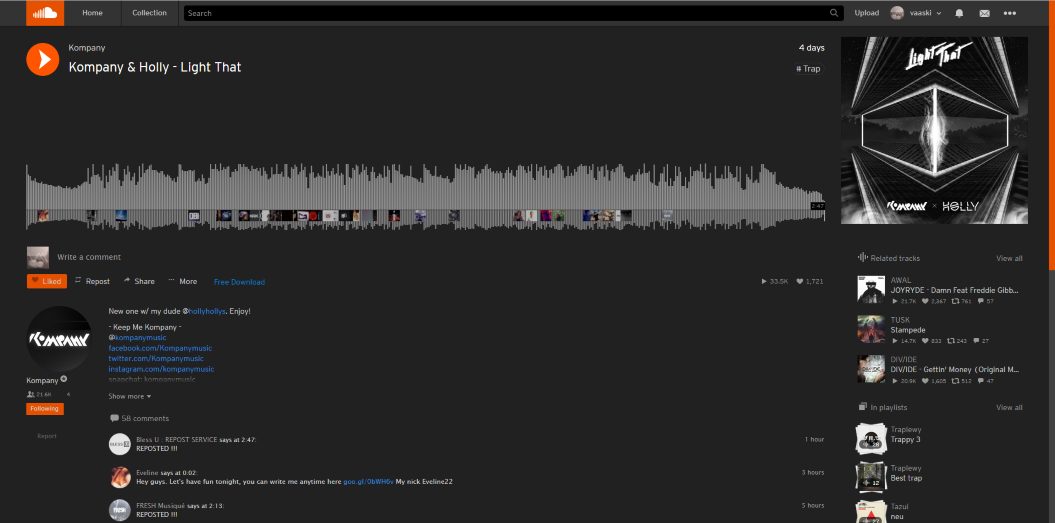 Home
Collection
Search
Upload
vaaski
Kompany
4 days
Kompany & Holly - Light That
# Trap
Light That
2:47
KOMPANY × HOLLY
Write a comment
Liked
Repost
Share
More
Free Download
33.5K
1,721
KOMPANY
Kompany
21.6K
4
Following
Report
New one w/ my dude @hollyhollys. Enjoy!
- Keep Me Kompany -
@kompanymusic
facebook.com/Kompanymusic
twitter.com/Kompanymusic
instagram.com/kompanymusic
snapchat: kompanymusic
Show more
58 comments
Bless U : REPOST SERVICE says at 2:47:
REPOSTED !!!
1 hour
Eveline says at 0:02:
Hey guys. Let's have fun tonight, you can write me anytime here goo.gl/0bWH6v My nick Eveline22
3 hours
FRESH Musiqué says at 2:13:
REPOSTED !!!
5 hours
Related tracks
View all
AWAL
JOYRYDE - Damn Feat Freddie Gibb...
21.7K
2,367
761
57
TUSK
Stampede
14.7K
833
243
27
DIV/IDE
DIV/IDE - Gettin' Money (Original M...
20.9K
1,605
512
47
In playlists
View all
Traplewy
Trappy 3
28
Traplewy
Best trap
12
Tazul
neu
27